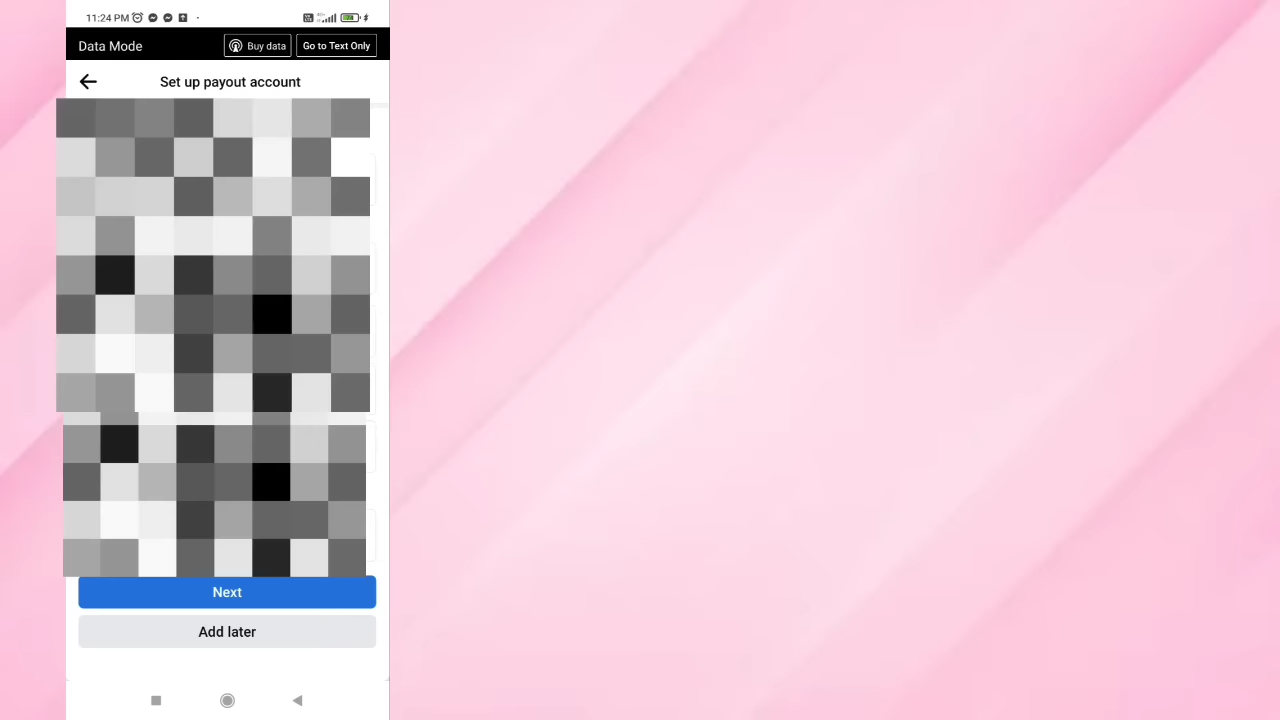 11:24 PM
Data Mode
Buy data
Go to Text Only
Set up payout account
Next
Add later